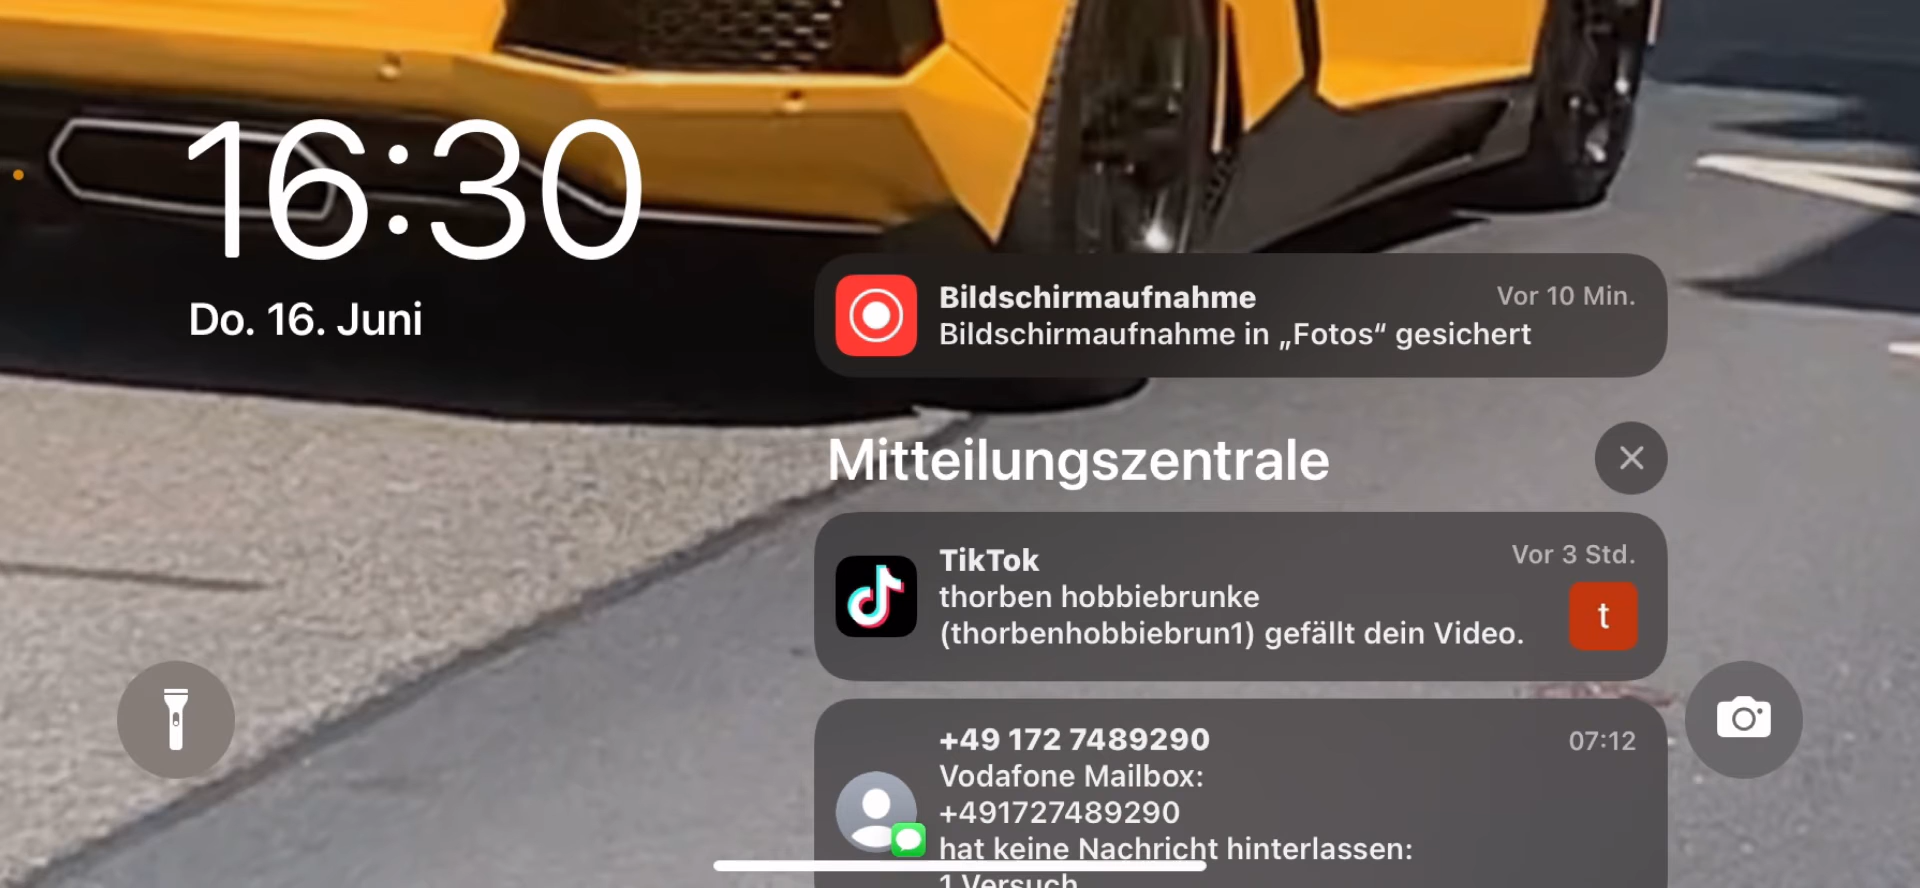 16:30
Do. 16. Juni
Bildschirmaufnahme
Vor 10 Min.
Bildschirmaufnahme in „Fotos“ gesichert
Mitteilungszentrale
TikTok
Vor 3 Std.
thorben hobbiebrunke
(thorbenhobbiebrun1) gefällt dein Video.
t
+49 172 7489290
07:12
Vodafone Mailbox:
+491727489290
hat keine Nachricht hinterlassen:
1 Versuch